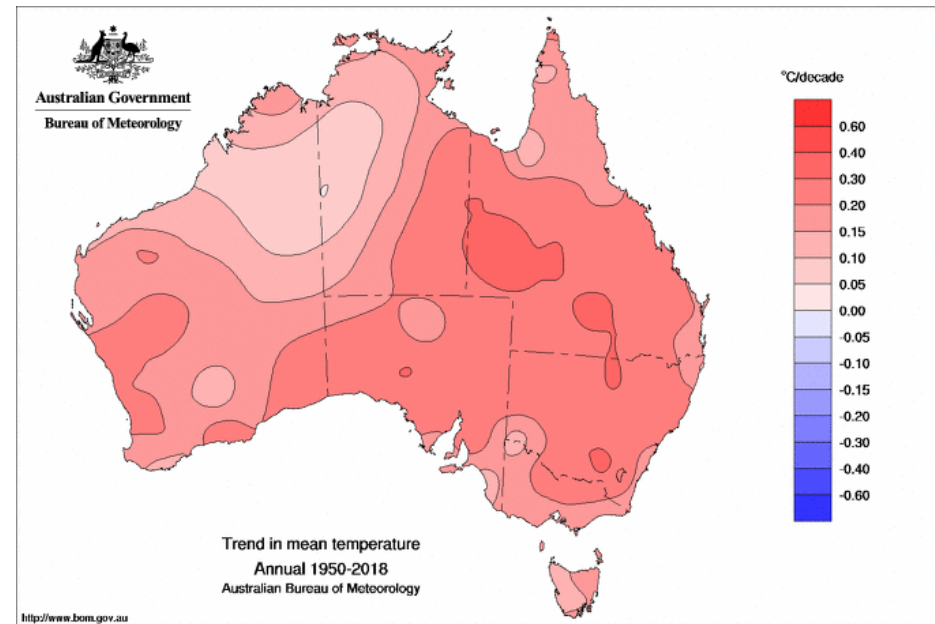 Australian Government
Bureau of Meteorology
°C/decade
0.60
0.40
0.30
0.20
0.15
0.10
0.05
0.00
-0.05
-0.10
-0.15
-0.20
-0.30
-0.40
-0.60
Trend in mean temperature
Annual 1950-2018
Australian Bureau of Meteorology
http://www.bom.gov.au